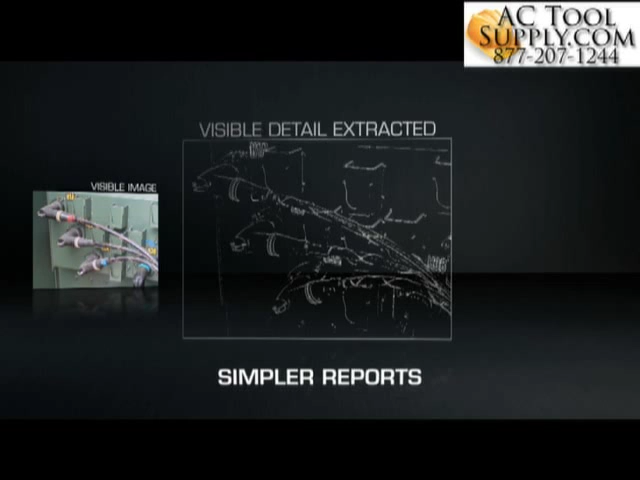 AC TOOL
SUPPLY.COM
877-207-1244
VISIBLE DETAIL EXTRACTED
VISIBLE IMAGE
SIMPLER REPORTS